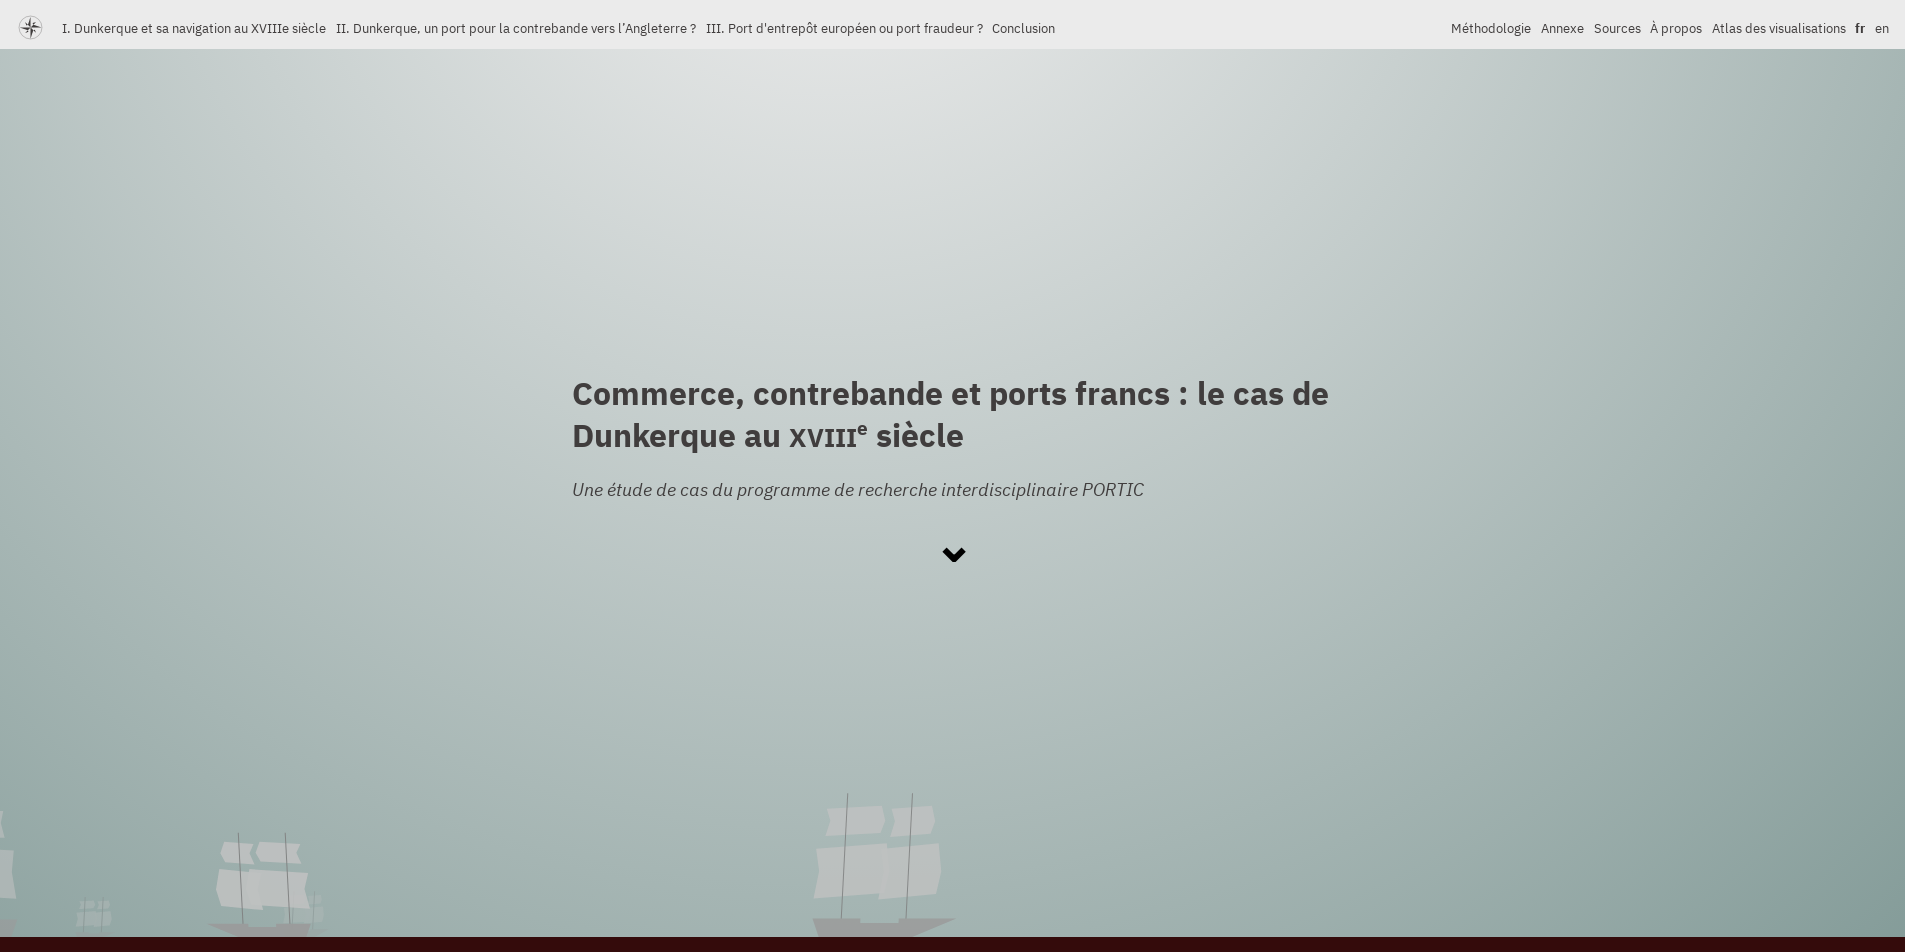 I. Dunkerque et sa navigation au XVIIIe siècle II. Dunkerque, un port pour la contrebande vers l’Angleterre ? III. Port d'entrepôt européen ou port fraudeur ? Conclusion Méthodologie Annexe Sources À propos Atlas des visualisations fr en
Commerce, contrebande et ports francs : le cas de
Dunkerque au XVIIIe siècle
Une étude de cas du programme de recherche interdisciplinaire PORTIC